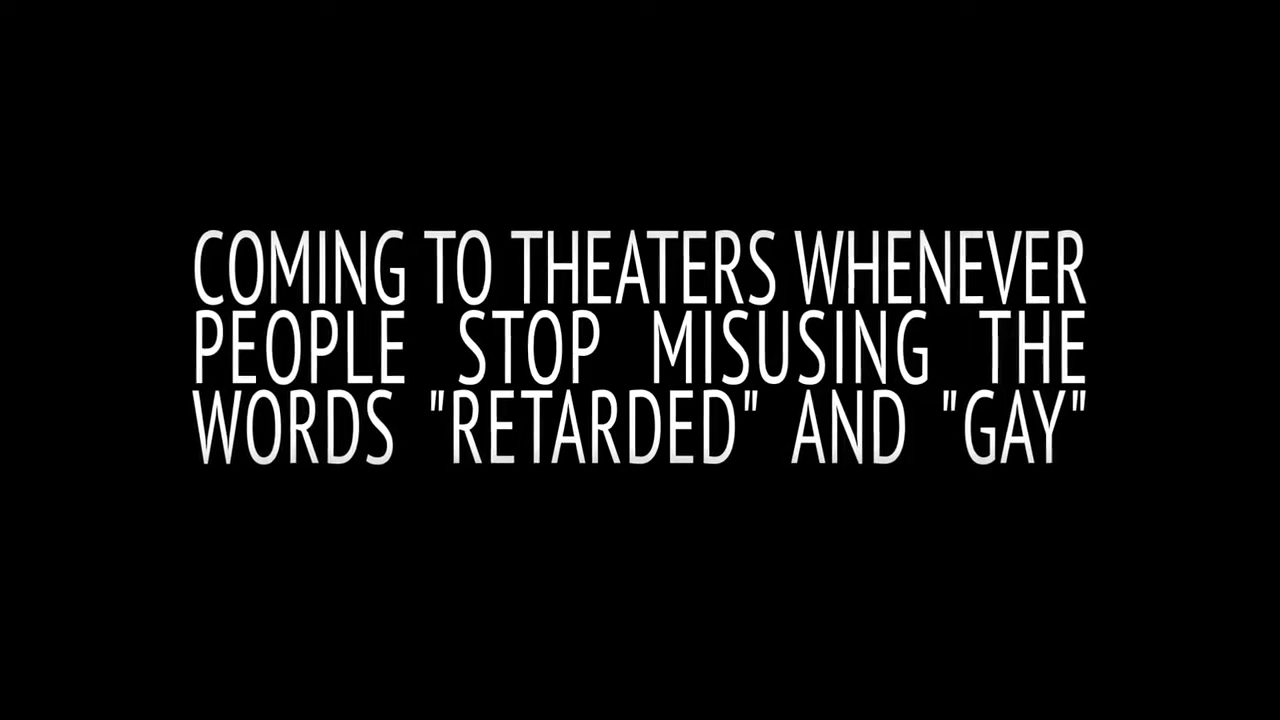 COMING TO THEATERS WHENEVER
PEOPLE STOP MISUSING THE
WORDS "RETARDED" AND "GAY"